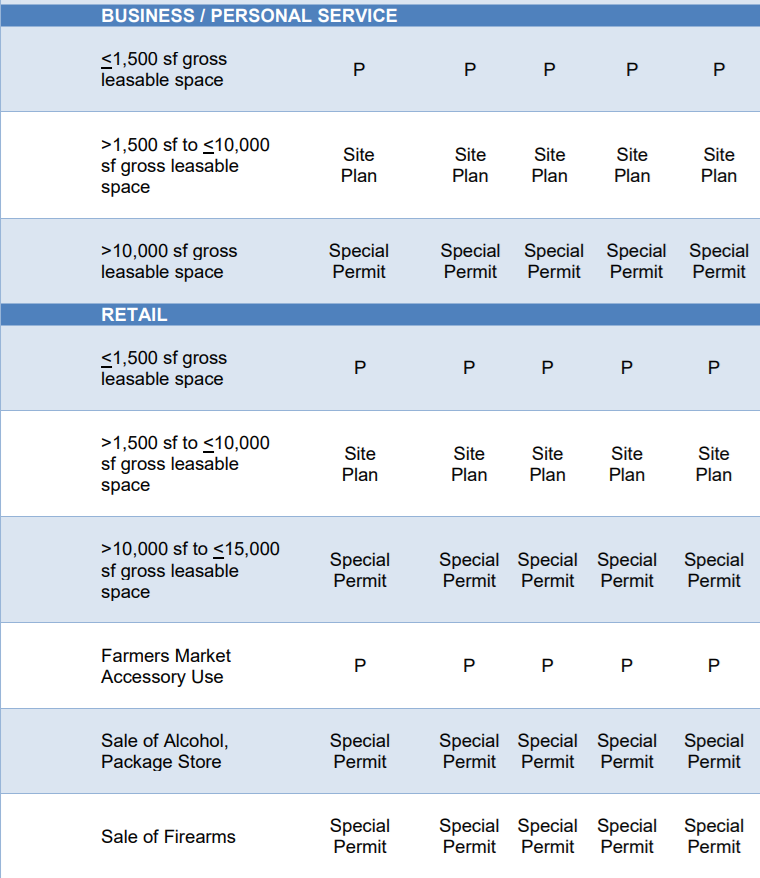 BUSINESS / PERSONAL SERVICE
≤1,500 sf gross
leasable space
P P P P P
>1,500 sf to ≤10,000
sf gross leasable
space
Site Site Site Site Site
Plan Plan Plan Plan Plan
>10,000 sf gross
leasable space
Special Special Special Special Special
Permit Permit Permit Permit Permit
RETAIL
≤1,500 sf gross
leasable space
P P P P P
>1,500 sf to ≤10,000
sf gross leasable
space
Site Site Site Site Site
Plan Plan Plan Plan Plan
>10,000 sf to ≤15,000
sf gross leasable
space
Special Special Special Special Special
Permit Permit Permit Permit Permit
Farmers Market
Accessory Use
P P P P P
Sale of Alcohol,
Package Store
Special Special Special Special Special
Permit Permit Permit Permit Permit
Sale of Firearms
Special Special Special Special Special
Permit Permit Permit Permit Permit